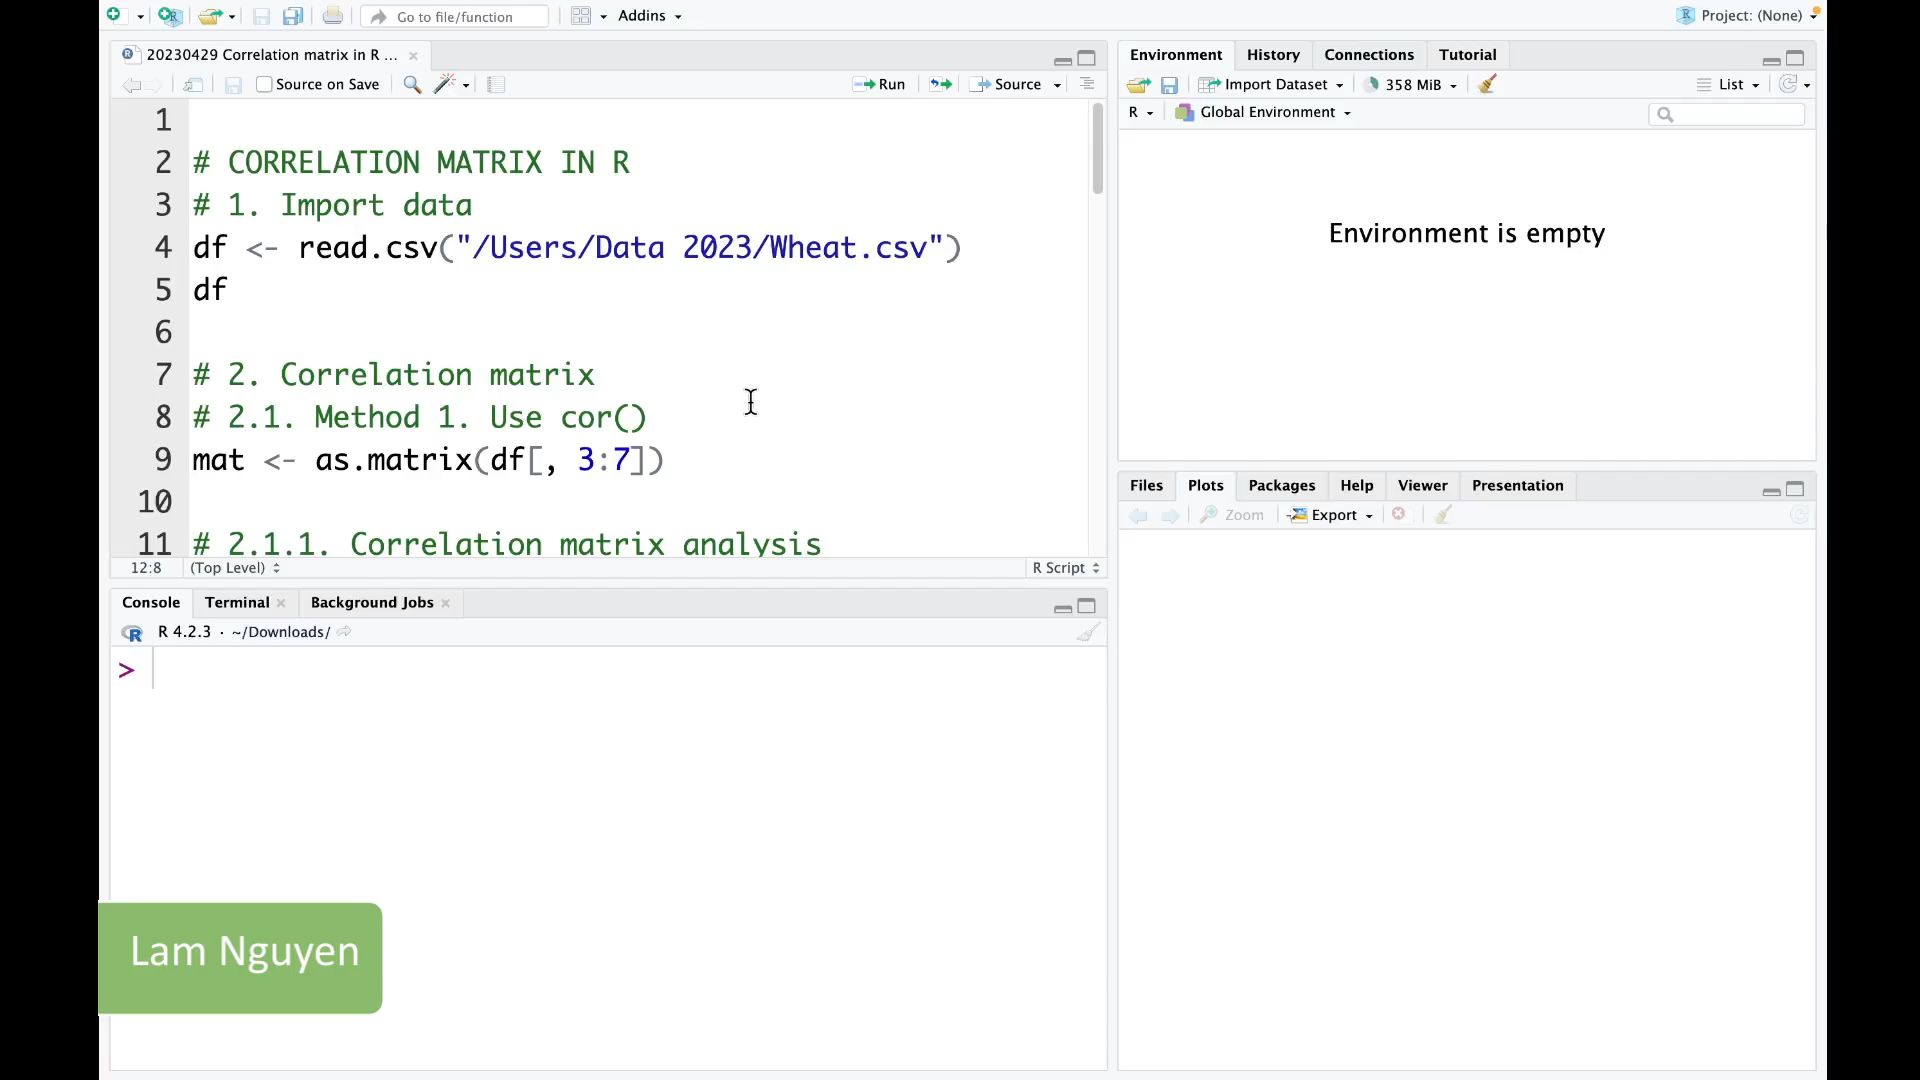 Go to file/function
Addins
Project: (None)
20230429 Correlation matrix in R ...
Source on Save
Run
Source
1
2 # CORRELATION MATRIX IN R
3 # 1. Import data
4 df <- read.csv("/Users/Data 2023/Wheat.csv")
5 df
6
7 # 2. Correlation matrix
8 # 2.1. Method 1. Use cor()
9 mat <- as.matrix(df[, 3:7])
10
11 # 2.1.1. Correlation matrix analysis
12:8 (Top Level) R Script
Console Terminal Background Jobs
R 4.2.3 · ~/Downloads/
>
Lam Nguyen
Environment History Connections Tutorial
Import Dataset 358 MiB List
R Global Environment
Environment is empty
Files Plots Packages Help Viewer Presentation
Zoom Export